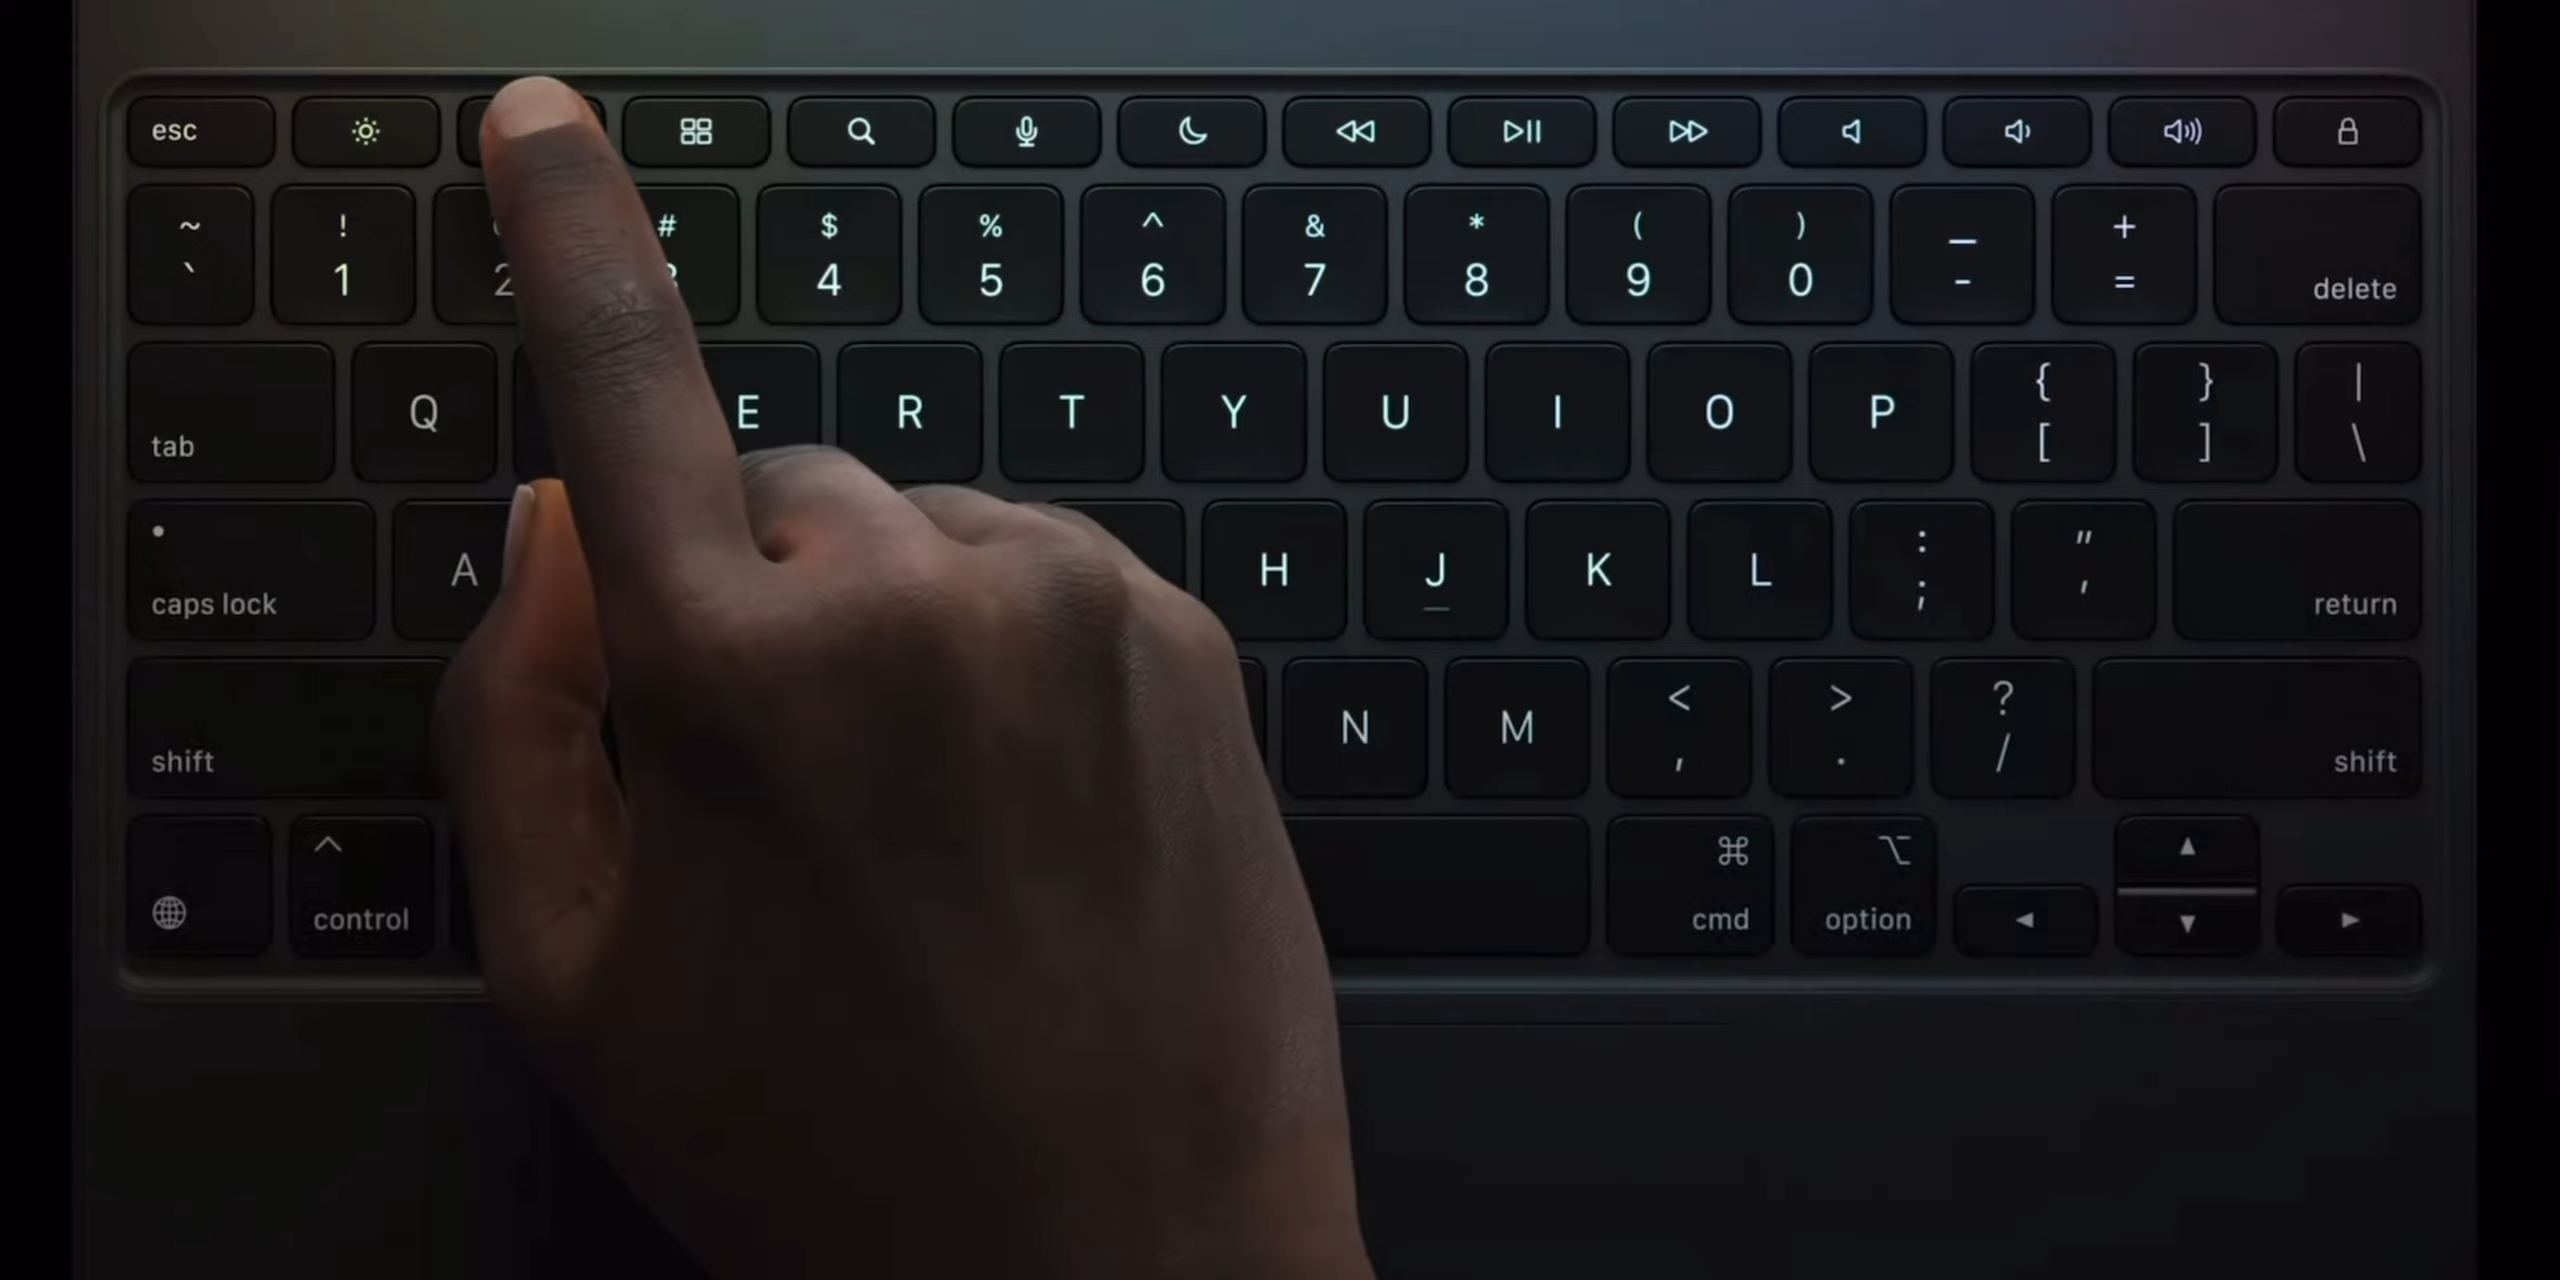 esc
~ ! # $ % ^ & * ( ) _ +
` 1 2 4 5 6 7 8 9 0 - = delete
Q E R T Y U I O P { } |
tab [ ] \
A H J K L : "
caps lock ; ' return
N M < > ?
shift , . / shift
^ ⌘ ⌥
control cmd option